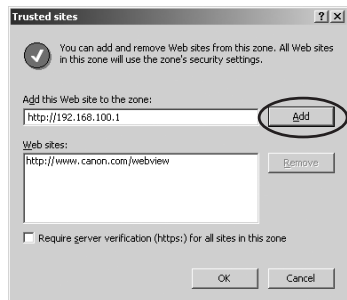 Trusted sites
You can add and remove Web sites from this zone. All Web sites
in this zone will use the zone's security settings.
Add this Web site to the zone:
http://192.168.100.1
Add
Web sites:
http://www.canon.com/webview
Remove
Require server verification (https:) for all sites in this zone
OK
Cancel